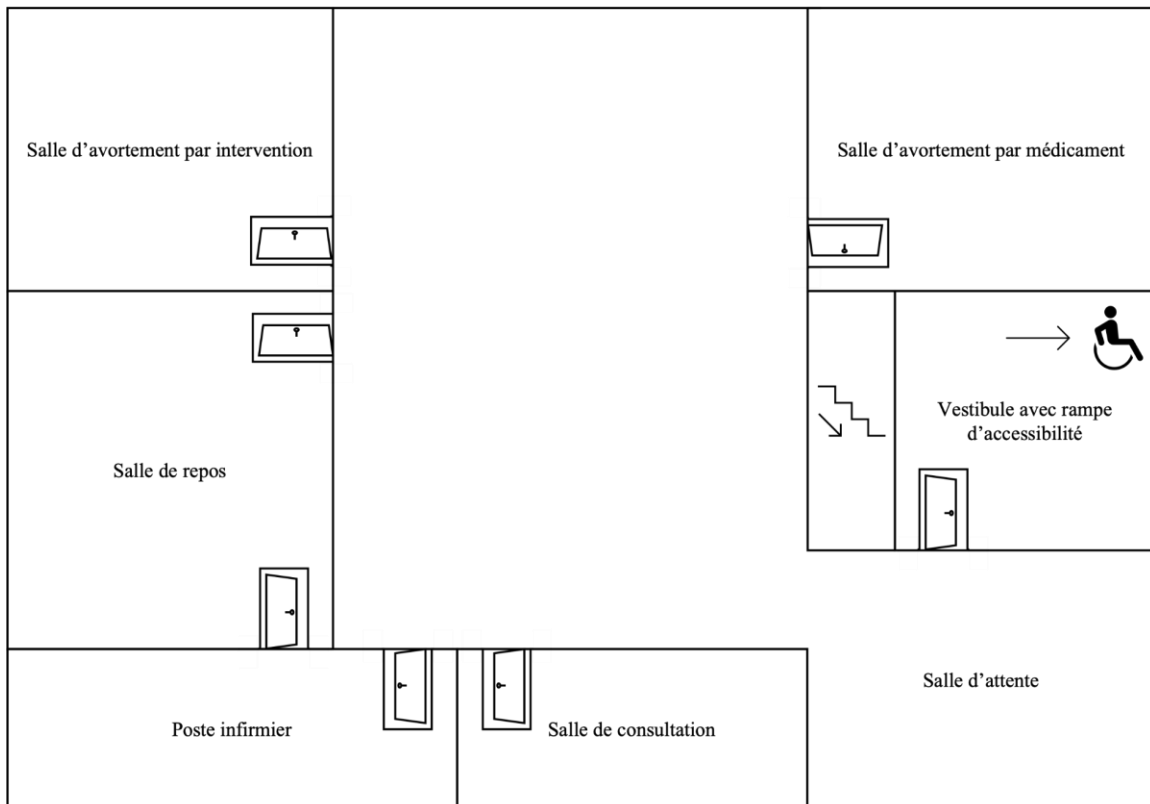 Salle d’avortement par intervention
Salle d’avortement par médicament
Vestibule avec rampe
d’accessibilité
Salle de repos
Salle d’attente
Poste infirmier
Salle de consultation